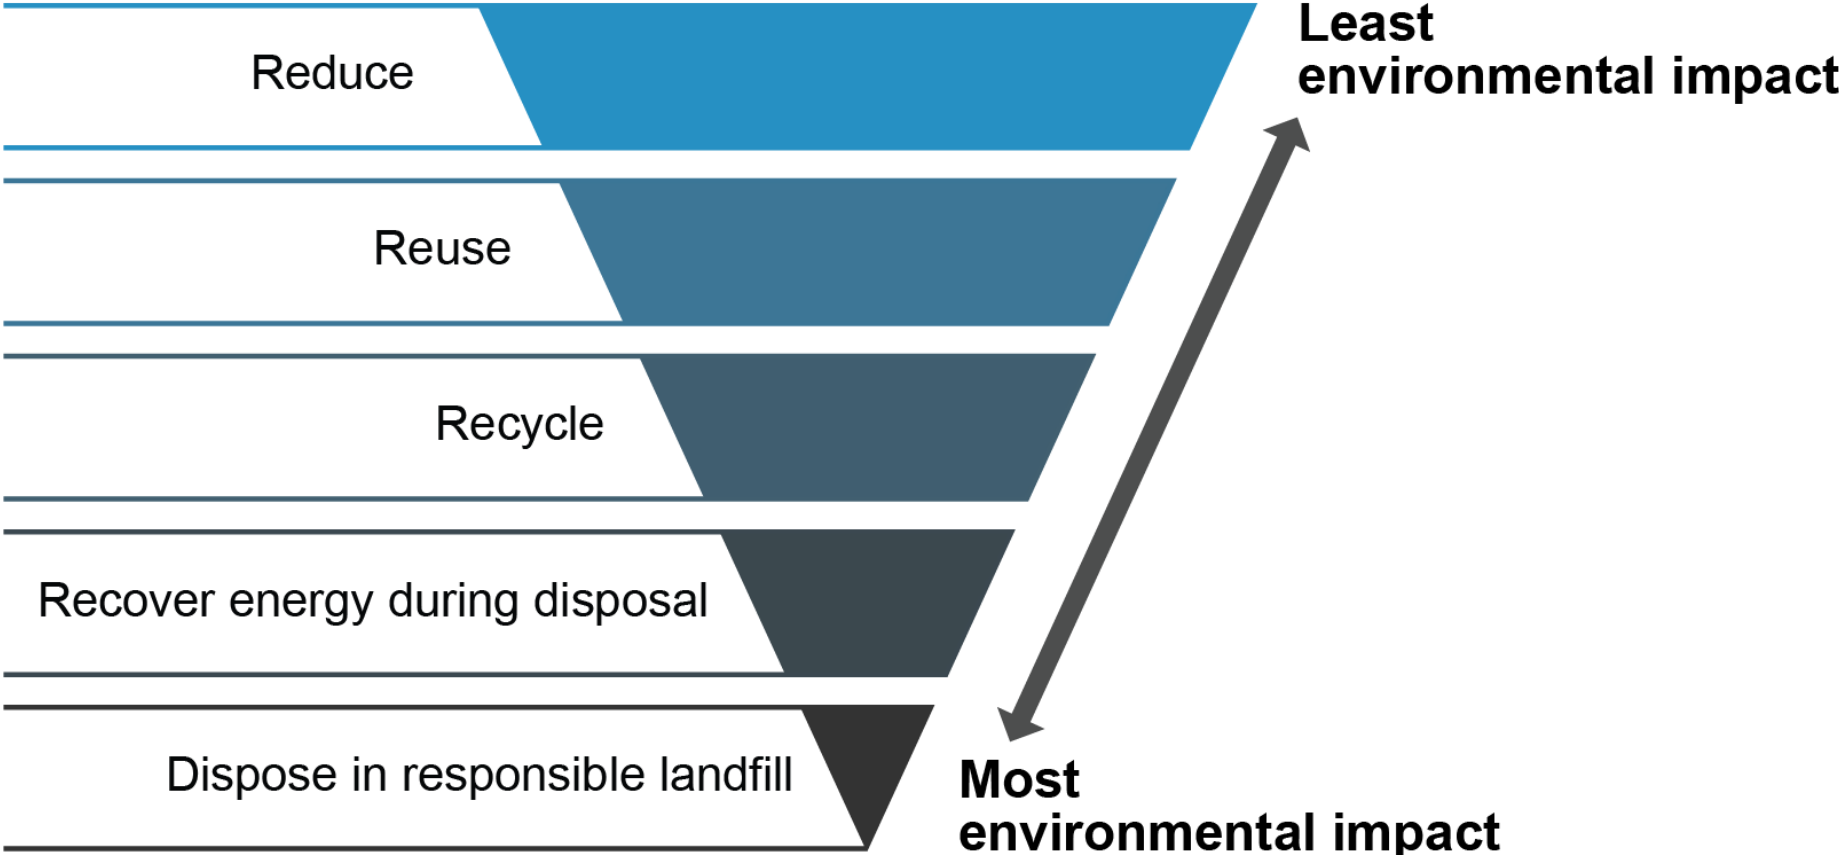 Reduce
Least
environmental impact
Reuse
Recycle
Recover energy during disposal
Dispose in responsible landfill
Most
environmental impact